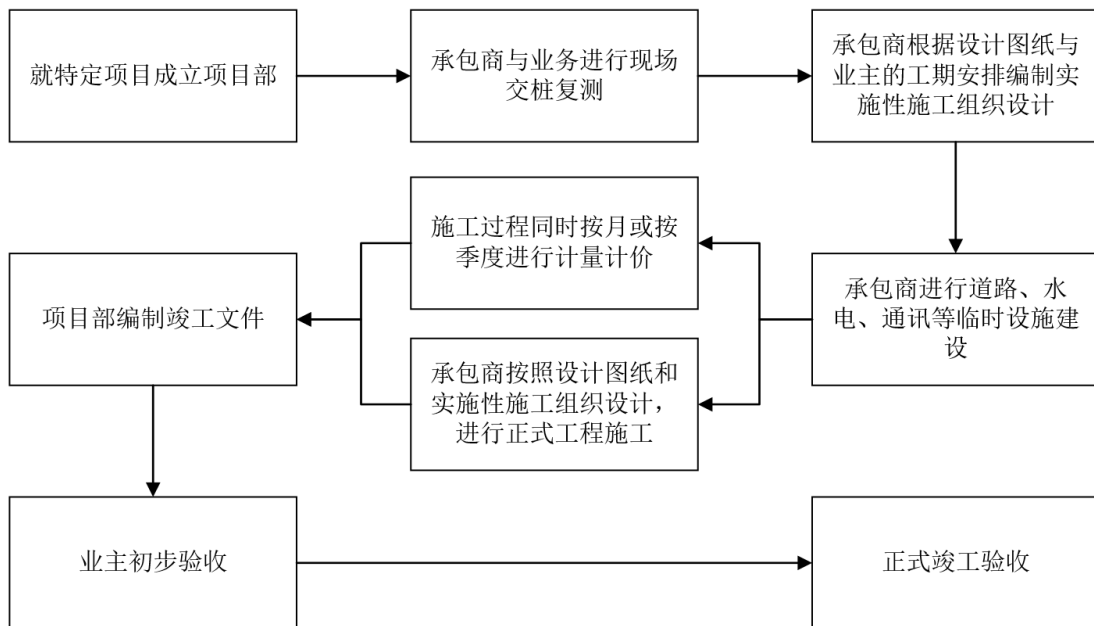 就特定项目成立项目部
承包商与业务进行现场
交桩复测
承包商根据设计图纸与
业主的工期安排编制实
施性施工组织设计
施工过程同时按月或按
季度进行计量计价
承包商进行道路、水
电、通讯等临时设施建
设
项目部编制竣工文件
承包商按照设计图纸和
实施性施工组织设计，
进行正式工程施工
业主初步验收
正式竣工验收